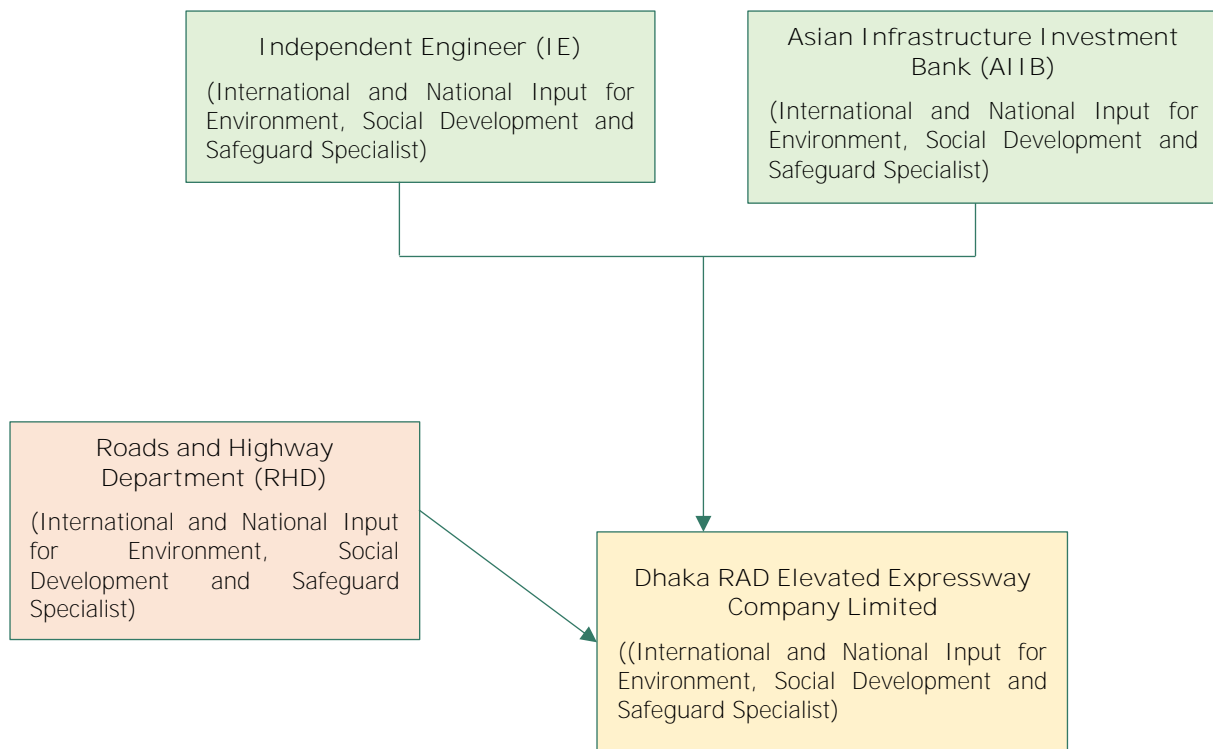 Independent Engineer (IE)
(International and National Input for
Environment, Social Development and
Safeguard Specialist)
Asian Infrastructure Investment
Bank (AIIB)
(International and National Input for
Environment, Social Development and
Safeguard Specialist)
Roads and Highway
Department (RHD)
(International and National Input
for Environment, Social
Development and Safeguard
Specialist)
Dhaka RAD Elevated Expressway
Company Limited
((International and National Input for
Environment, Social Development and
Safeguard Specialist)